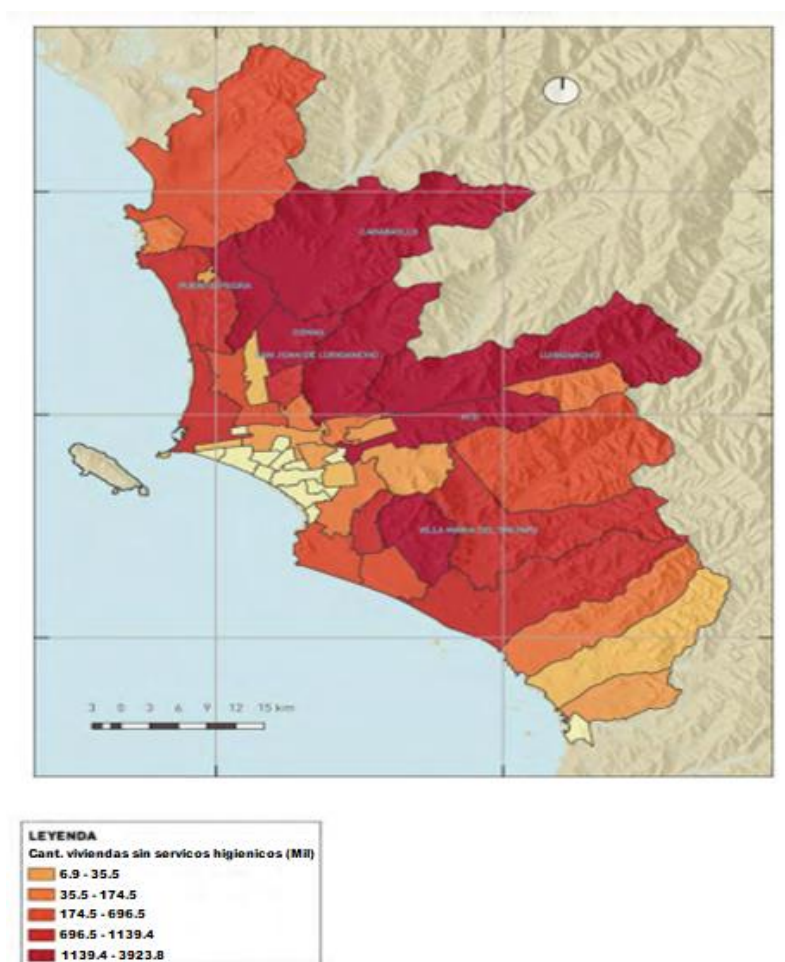 CARABAYLLO
PUENTE PIEDRA
COMAS
SAN JUAN DE LURIGANCHO
LURIGANCHO
ATE
VILLA MARIA DEL TRIUNFO
3 0 3 6 9 12 15 km
LEYENDA
Cant. viviendas sin servicos higienicos (Mil)
6.9 - 35.5
35.5 - 174.5
174.5 - 696.5
696.5 - 1139.4
1139.4 - 3923.8